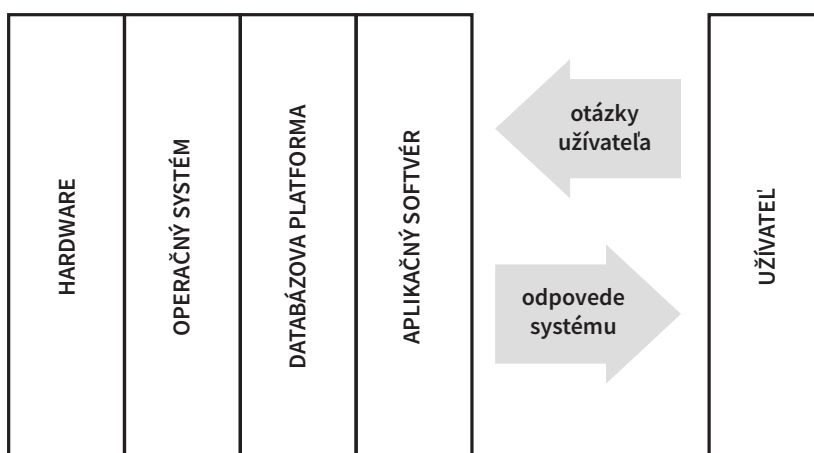 HARDWARE
OPERAČNÝ SYSTÉM
DATABÁZOVA PLATFORMA
APLIKAČNÝ SOFTVÉR
otázky
užívateľa
odpovede
systému
UŽÍVATEĽ